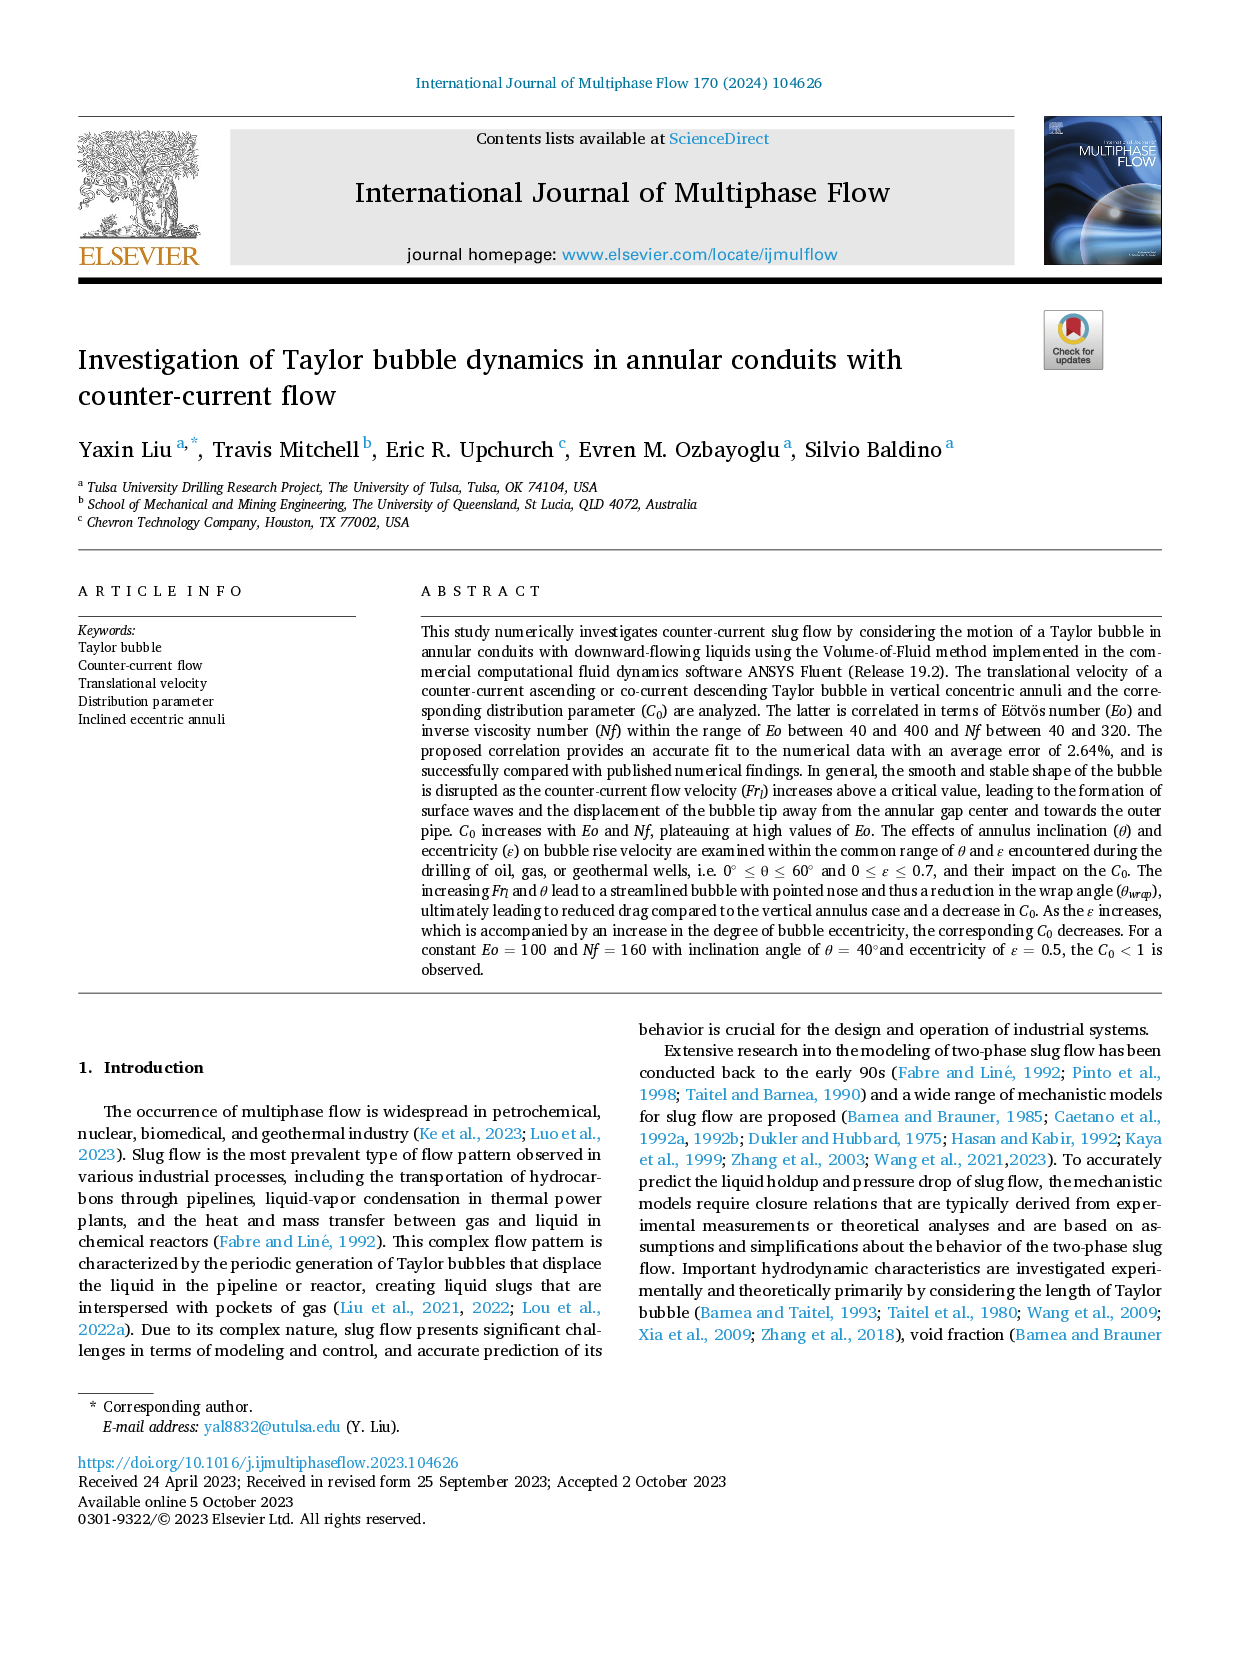 International Journal of Multiphase Flow 170 (2024) 104626
Contents lists available at ScienceDirect
International Journal of Multiphase Flow
journal homepage: www.elsevier.com/locate/ijmulflow
ELSEVIER
MULTIPHASE
FLOW
Check for
updates
Investigation of Taylor bubble dynamics in annular conduits with
counter-current flow
Yaxin Liu a,*, Travis Mitchell b, Eric R. Upchurch c, Evren M. Ozbayoglu a, Silvio Baldino a
a Tulsa University Drilling Research Project, The University of Tulsa, Tulsa, OK 74104, USA
b School of Mechanical and Mining Engineering, The University of Queensland, St Lucia, QLD 4072, Australia
c Chevron Technology Company, Houston, TX 77002, USA
ARTICLE INFO
Keywords:
Taylor bubble
Counter-current flow
Translational velocity
Distribution parameter
Inclined eccentric annuli
ABSTRACT
This study numerically investigates counter-current slug flow by considering the motion of a Taylor bubble in
annular conduits with downward-flowing liquids using the Volume-of-Fluid method implemented in the com-
mercial computational fluid dynamics software ANSYS Fluent (Release 19.2). The translational velocity of a
counter-current ascending or co-current descending Taylor bubble in vertical concentric annuli and the corre-
sponding distribution parameter (C0) are analyzed. The latter is correlated in terms of Eötvös number (Eo) and
inverse viscosity number (Nf) within the range of Eo between 40 and 400 and Nf between 40 and 320. The
proposed correlation provides an accurate fit to the numerical data with an average error of 2.64%, and is
successfully compared with published numerical findings. In general, the smooth and stable shape of the bubble
is disrupted as the counter-current flow velocity (Frl) increases above a critical value, leading to the formation of
surface waves and the displacement of the bubble tip away from the annular gap center and towards the outer
pipe. C0 increases with Eo and Nf, plateauing at high values of Eo. The effects of annulus inclination (θ) and
eccentricity (ε) on bubble rise velocity are examined within the common range of θ and ε encountered during the
drilling of oil, gas, or geothermal wells, i.e. 0° ≤ θ ≤ 60° and 0 ≤ ε ≤ 0.7, and their impact on the C0. The
increasing Frl and θ lead to a streamlined bubble with pointed nose and thus a reduction in the wrap angle (θwrap),
ultimately leading to reduced drag compared to the vertical annulus case and a decrease in C0. As the ε increases,
which is accompanied by an increase in the degree of bubble eccentricity, the corresponding C0 decreases. For a
constant Eo = 100 and Nf = 160 with inclination angle of θ = 40°and eccentricity of ε = 0.5, the C0 < 1 is
observed.
1. Introduction
The occurrence of multiphase flow is widespread in petrochemical,
nuclear, biomedical, and geothermal industry (Ke et al., 2023; Luo et al.,
2023). Slug flow is the most prevalent type of flow pattern observed in
various industrial processes, including the transportation of hydrocar-
bons through pipelines, liquid-vapor condensation in thermal power
plants, and the heat and mass transfer between gas and liquid in
chemical reactors (Fabre and Liné, 1992). This complex flow pattern is
characterized by the periodic generation of Taylor bubbles that displace
the liquid in the pipeline or reactor, creating liquid slugs that are
interspersed with pockets of gas (Liu et al., 2021, 2022; Lou et al.,
2022a). Due to its complex nature, slug flow presents significant chal-
lenges in terms of modeling and control, and accurate prediction of its
behavior is crucial for the design and operation of industrial systems.
Extensive research into the modeling of two-phase slug flow has been
conducted back to the early 90s (Fabre and Liné, 1992; Pinto et al.,
1998; Taitel and Barnea, 1990) and a wide range of mechanistic models
for slug flow are proposed (Barnea and Brauner, 1985; Caetano et al.,
1992a, 1992b; Dukler and Hubbard, 1975; Hasan and Kabir, 1992; Kaya
et al., 1999; Zhang et al., 2003; Wang et al., 2021,2023). To accurately
predict the liquid holdup and pressure drop of slug flow, the mechanistic
models require closure relations that are typically derived from exper-
imental measurements or theoretical analyses and are based on as-
sumptions and simplifications about the behavior of the two-phase slug
flow. Important hydrodynamic characteristics are investigated experi-
mentally and theoretically primarily by considering the length of Taylor
bubble (Barnea and Taitel, 1993; Taitel et al., 1980; Wang et al., 2009;
Xia et al., 2009; Zhang et al., 2018), void fraction (Barnea and Brauner
* Corresponding author.
E-mail address: yal8832@utulsa.edu (Y. Liu).
https://doi.org/10.1016/j.ijmultiphaseflow.2023.104626
Received 24 April 2023; Received in revised form 25 September 2023; Accepted 2 October 2023
Available online 5 October 2023
0301-9322/© 2023 Elsevier Ltd. All rights reserved.